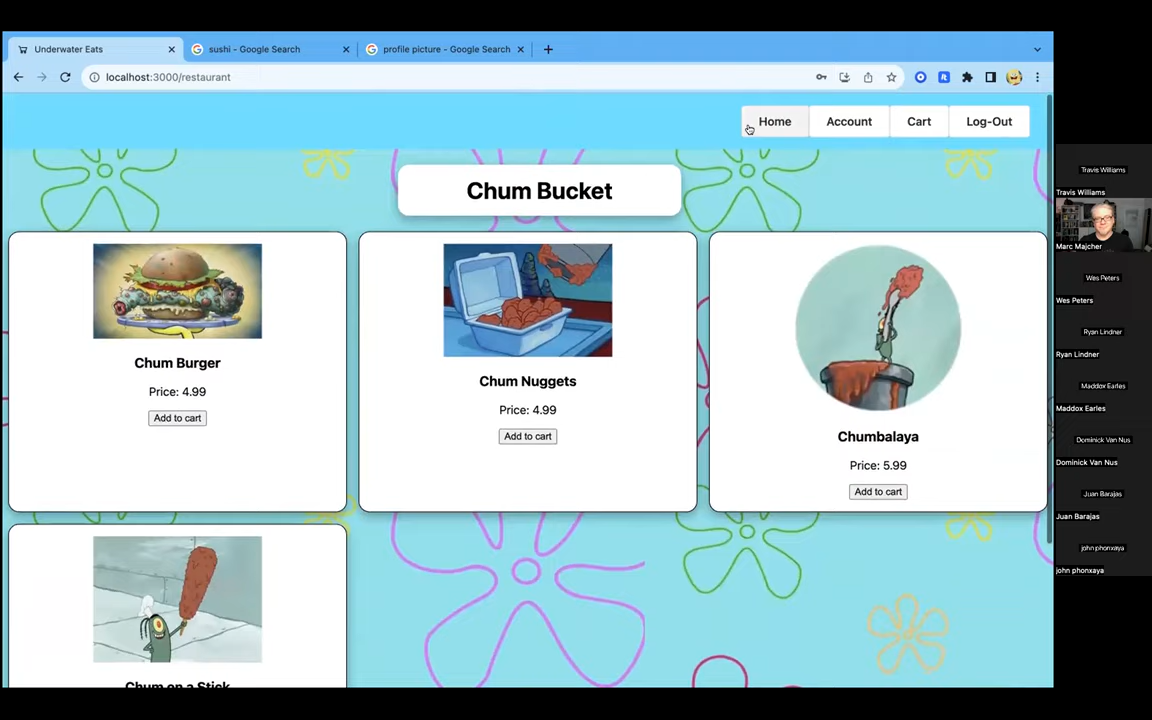 Underwater Eats
sushi - Google Search
profile picture - Google Search
localhost:3000/restaurant
Home
Account
Cart
Log-Out
Chum Bucket
Chum Burger
Price: 4.99
Add to cart
Chum Nuggets
Price: 4.99
Add to cart
Chumbalaya
Price: 5.99
Add to cart
Chum on a Stick
Travis Williams
Travis Williams
Marc Majcher
Wes Peters
Wes Peters
Ryan Lindner
Ryan Lindner
Maddox Earles
Maddox Earles
Dominick Van Nus
Dominick Van Nus
Juan Barajas
Juan Barajas
john phonxaya
john phonxaya